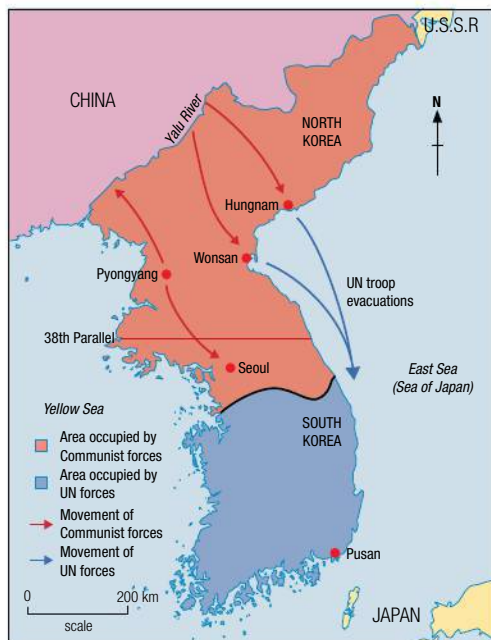 U.S.S.R
CHINA
Yalu River
N
NORTH
KOREA
Hungnam
Wonsan
UN troop
evacuations
Pyongyang
38th Parallel
Seoul
East Sea
(Sea of Japan)
Yellow Sea
SOUTH
KOREA
Area occupied by
Communist forces
Area occupied by
UN forces
Movement of
Communist forces
Movement of
UN forces
Pusan
0 200 km
scale
JAPAN